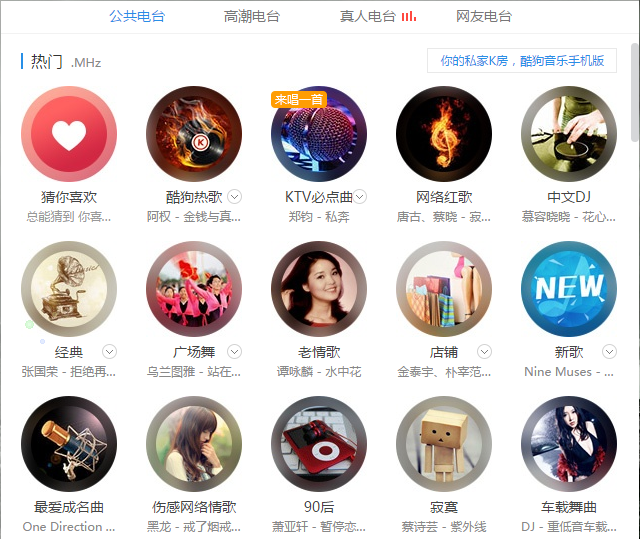 公共电台 高潮电台 真人电台 网友电台
热门 .MHz 你的私家K房，酷狗音乐手机版
来唱一首
K
NEW
猜你喜欢 酷狗热歌 KTV必点曲 网络红歌 中文DJ
总能猜到 你喜... 阿权 - 金钱与真... 郑钧 - 私奔 唐古、蔡晓 - 寂... 慕容晓晓 - 花心...
经典 广场舞 老情歌 店铺 新歌
张国荣 - 拒绝再... 乌兰图雅 - 站在... 谭咏麟 - 水中花 金泰宇、朴宰范... Nine Muses - ...
最爱成名曲 伤感网络情歌 90后 寂寞 车载舞曲
One Direction ... 黑龙 - 戒了烟戒... 萧亚轩 - 暂停恋... 蔡诗芸 - 紫外线 DJ - 重低音车载...